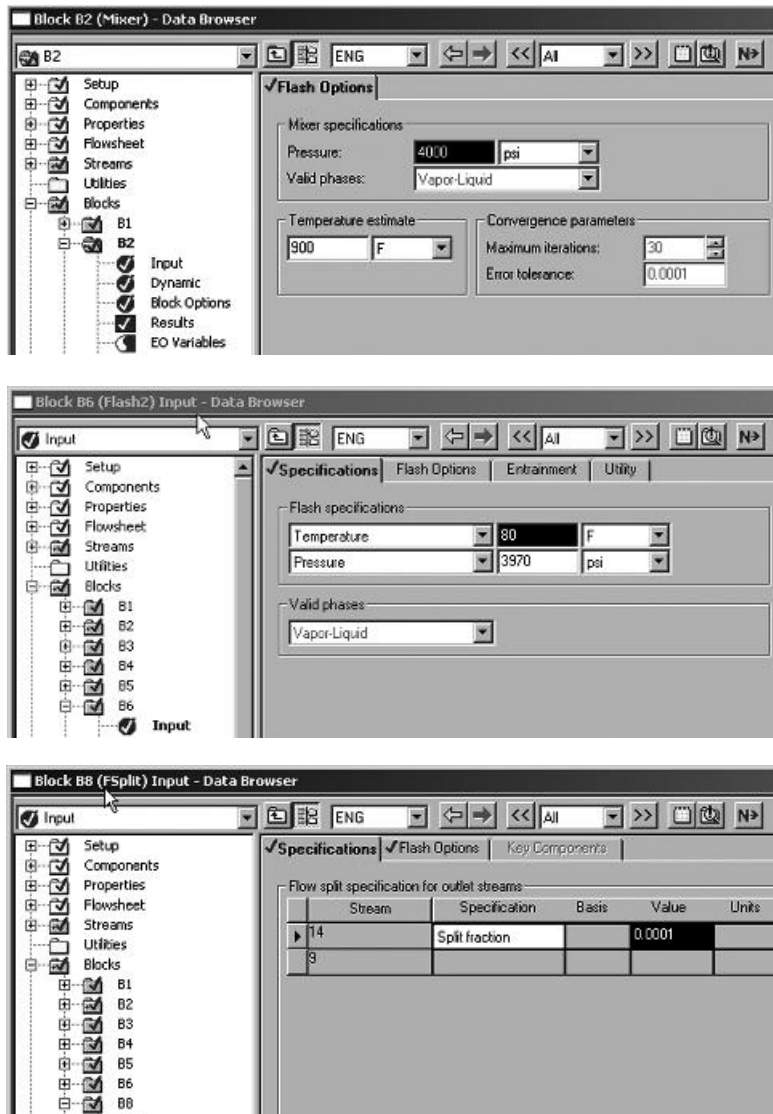 Block B2 (Mixer) - Data Browser
B2 ENG << All >> N>
Setup
Components
Properties
Flowsheet
Streams
Utilities
Blocks
B1
B2
Input
Dynamic
Block Options
Results
EO Variables
Flash Options
Mixer specifications
Pressure: 4000 psi
Valid phases: Vapor-Liquid
Temperature estimate
900 F
Convergence parameters
Maximum iterations: 30
Error tolerance: 0.0001
Block B6 (Flash2) Input - Data Browser
Input ENG << All >> N>
Setup
Components
Properties
Flowsheet
Streams
Utilities
Blocks
B1
B2
B3
B4
B5
B6
Input
Specifications Flash Options Entrainment Utility
Flash specifications
Temperature 80 F
Pressure 3970 psi
Valid phases
Vapor-Liquid
Block B8 (FSplit) Input - Data Browser
Input ENG << All >> N>
Setup
Components
Properties
Flowsheet
Streams
Utilities
Blocks
B1
B2
B3
B4
B5
B6
B8
Specifications Flash Options Key Components
Flow split specification for outlet streams
Stream Specification Basis Value Units
14 Split fraction 0.0001
9